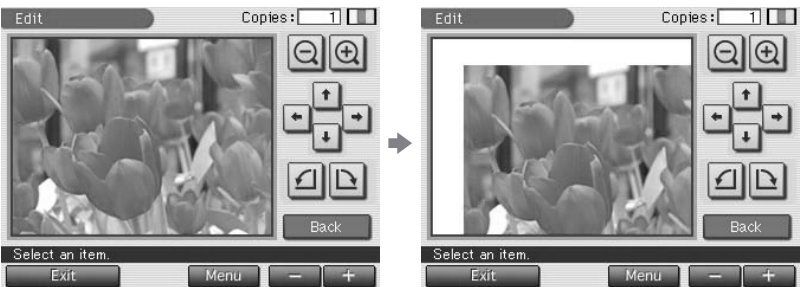 Edit
Copies: 1
Back
Select an item.
Exit
Menu
− +
Edit
Copies: 1
Back
Select an item.
Exit
Menu
− +